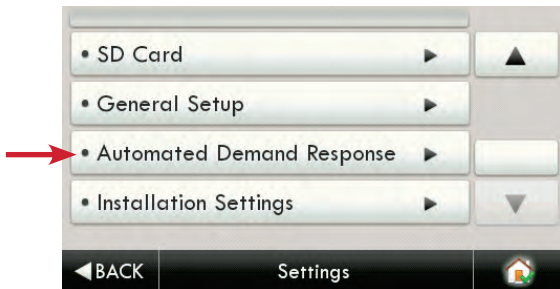 • SD Card
• General Setup
• Automated Demand Response
• Installation Settings
BACK Settings